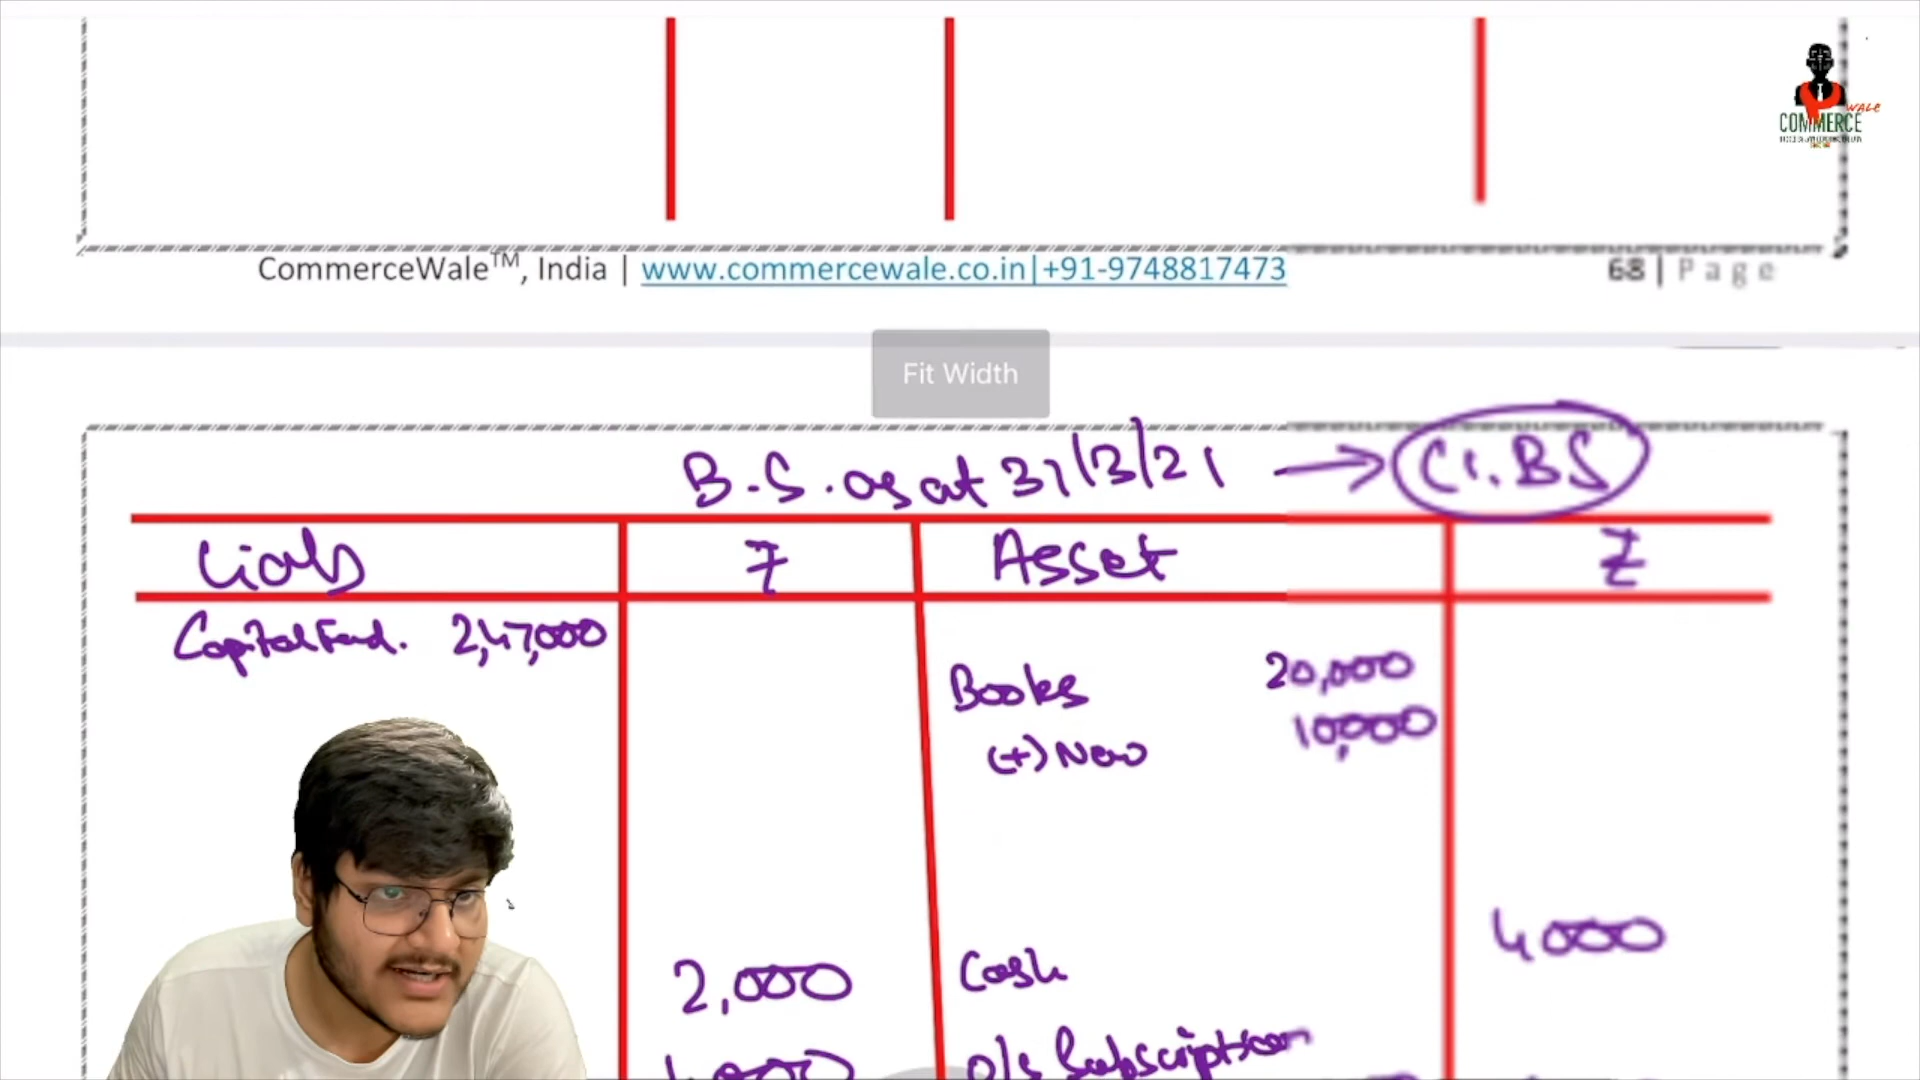 WALE
COMMERCE
CommerceWale™, India | www.commercewale.co.in|+91-9748817473
68 | Page
Fit Width
B.S. as at 31/3/21 → Cl.BS
Liab ₹ Asset ₹
Capital Fund. 2,47,000
Books 20,000
(+) New 10,000
2,000 Cash 4000
O/S Subscription